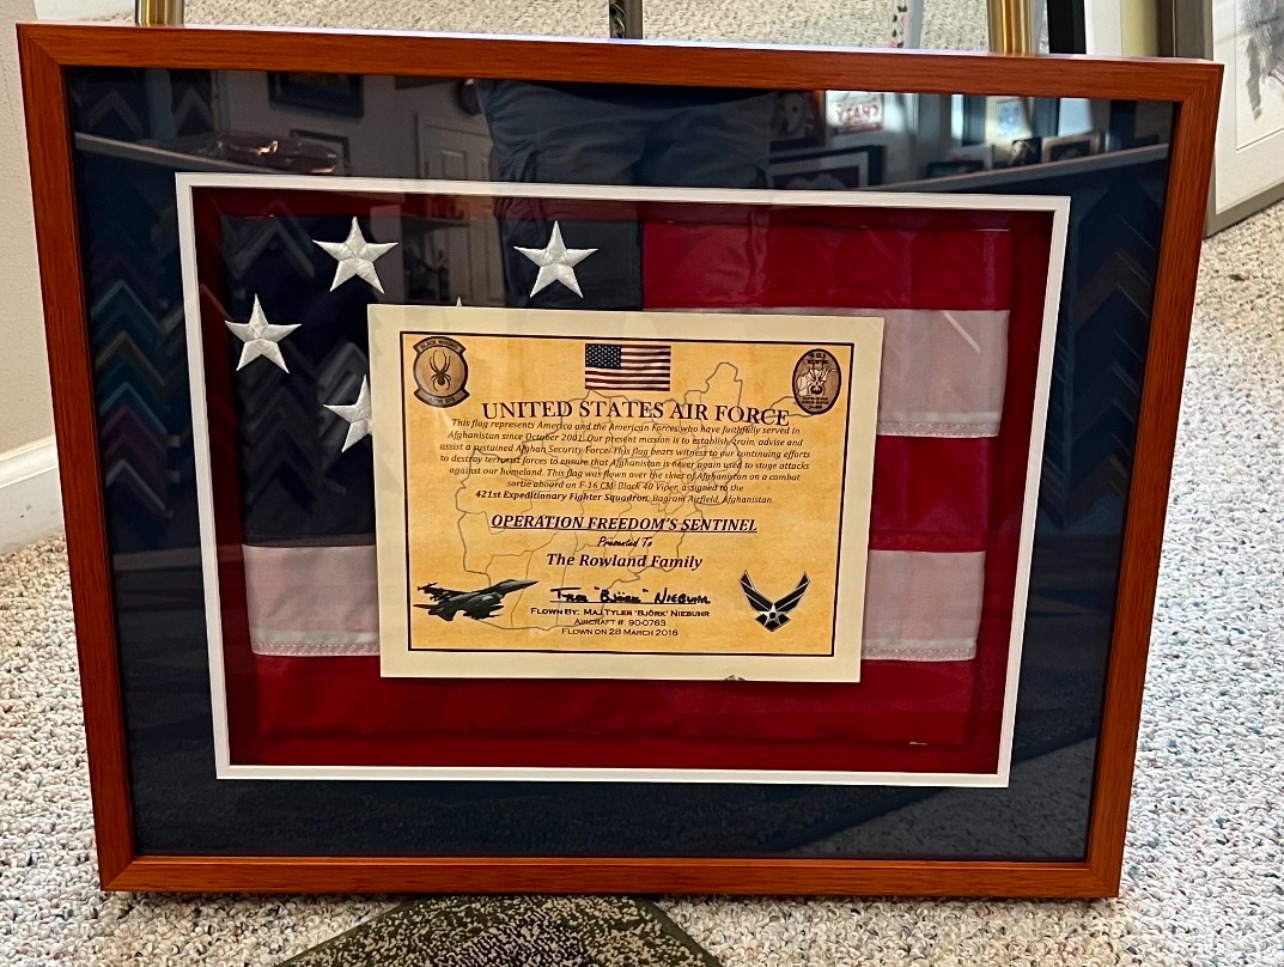 BLACK WIDOWS
UNITED STATES AIR FORCE
This flag represents America and the American Forces who have faithfully served in
Afghanistan since October 2001. Our present mission is to establish, train, advise and
assist a sustained Afghan Security Force. This flag bears witness to our continuing efforts
to destroy terrorist forces to ensure that Afghanistan is never again used to stage attacks
against our homeland. This flag was flown over the skies of Afghanistan on a combat
sortie aboard an F-16 CM, Block 40 Viper, assigned to the
421st Expeditionary Fighter Squadron, Bagram Airfield, Afghanistan.
OPERATION FREEDOM'S SENTINEL
Presented To
The Rowland Family
Tyler "Björk" Niebuhr
Flown By: Maj Tyler 'Björk' Niebuhr
Aircraft #: 90-0763
Flown on 28 March 2016